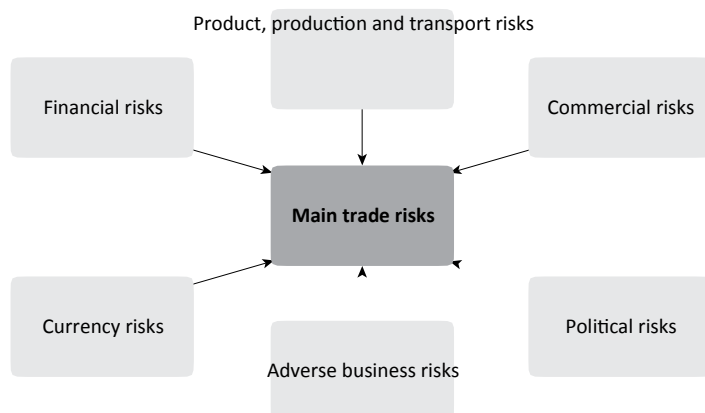 Product, production and transport risks
Financial risks
Commercial risks
Main trade risks
Currency risks
Political risks
Adverse business risks